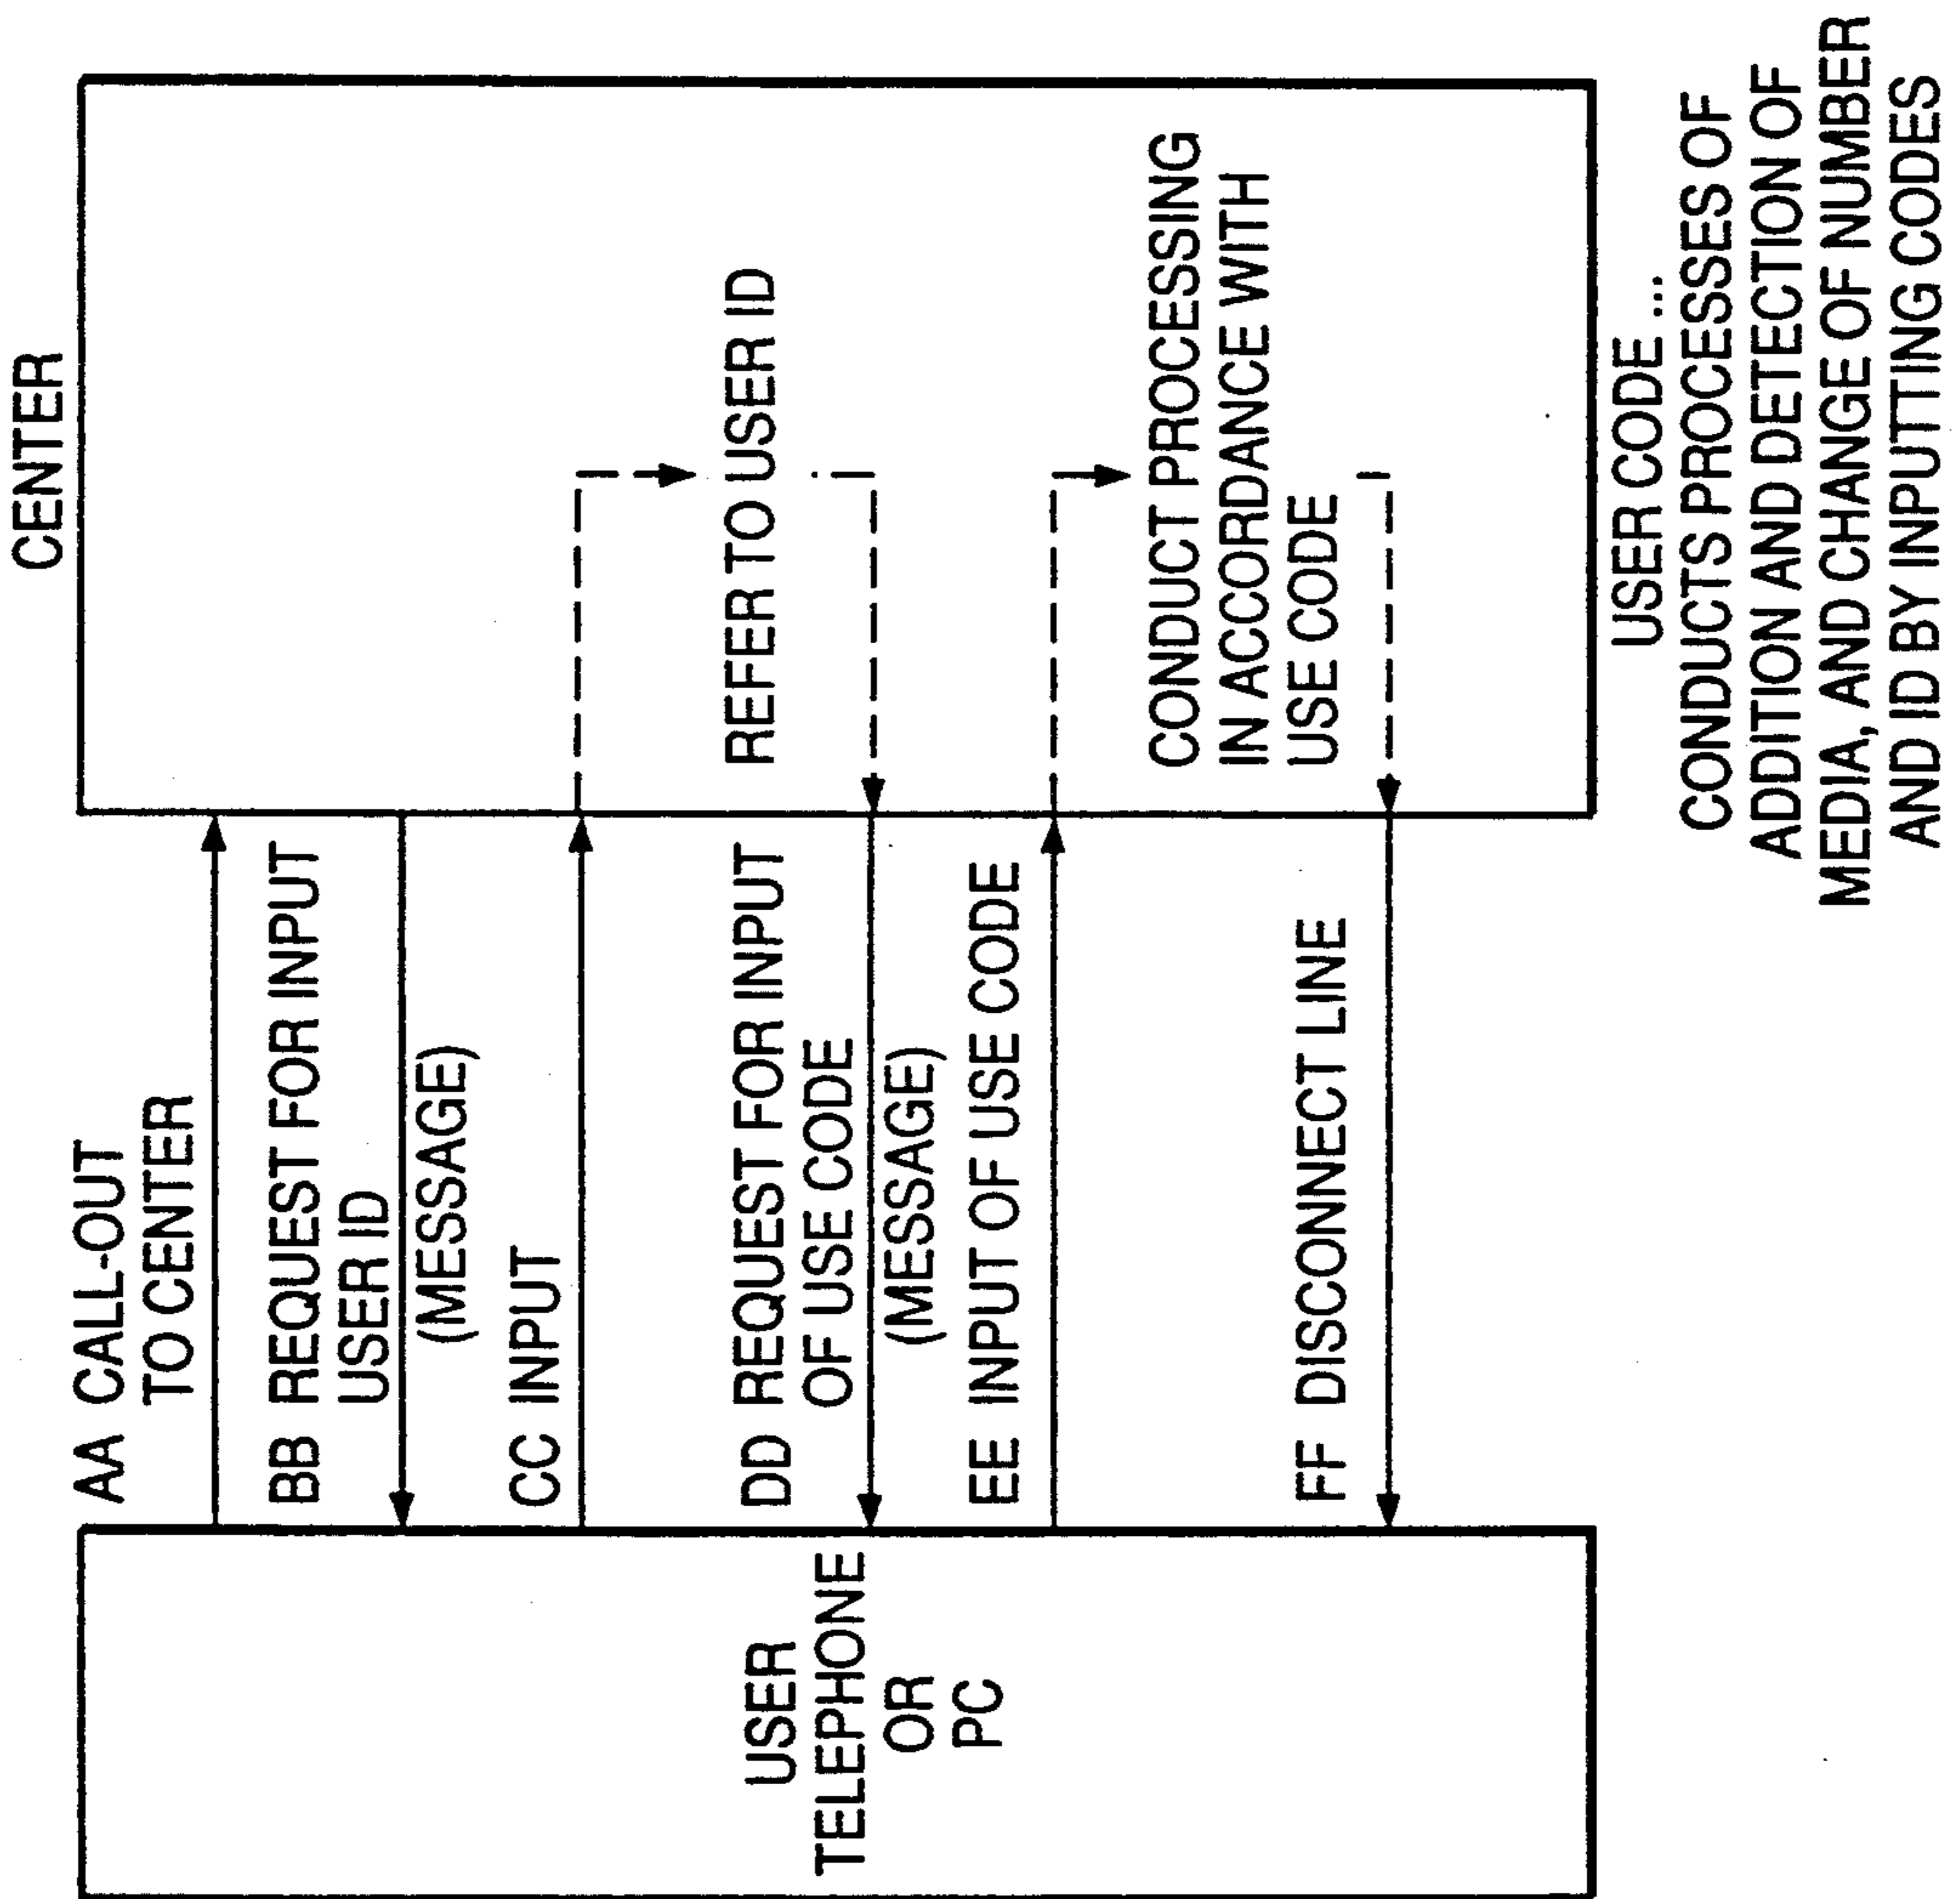 CENTER
AA CALL-OUT
TO CENTER
BB REQUEST FOR INPUT
USER ID
(MESSAGE)
CC INPUT
REFER TO USER ID
DD REQUEST FOR INPUT
OF USE CODE
(MESSAGE)
USER
TELEPHONE
OR
PC
EE INPUT OF USE CODE
CONDUCT PROCESSING
IN ACCORDANCE WITH
USE CODE
FF DISCONNECT LINE
USER CODE ...
CONDUCTS PROCESSES OF
ADDITION AND DETECTION OF
MEDIA, AND CHANGE OF NUMBER
AND ID BY INPUTTING CODES